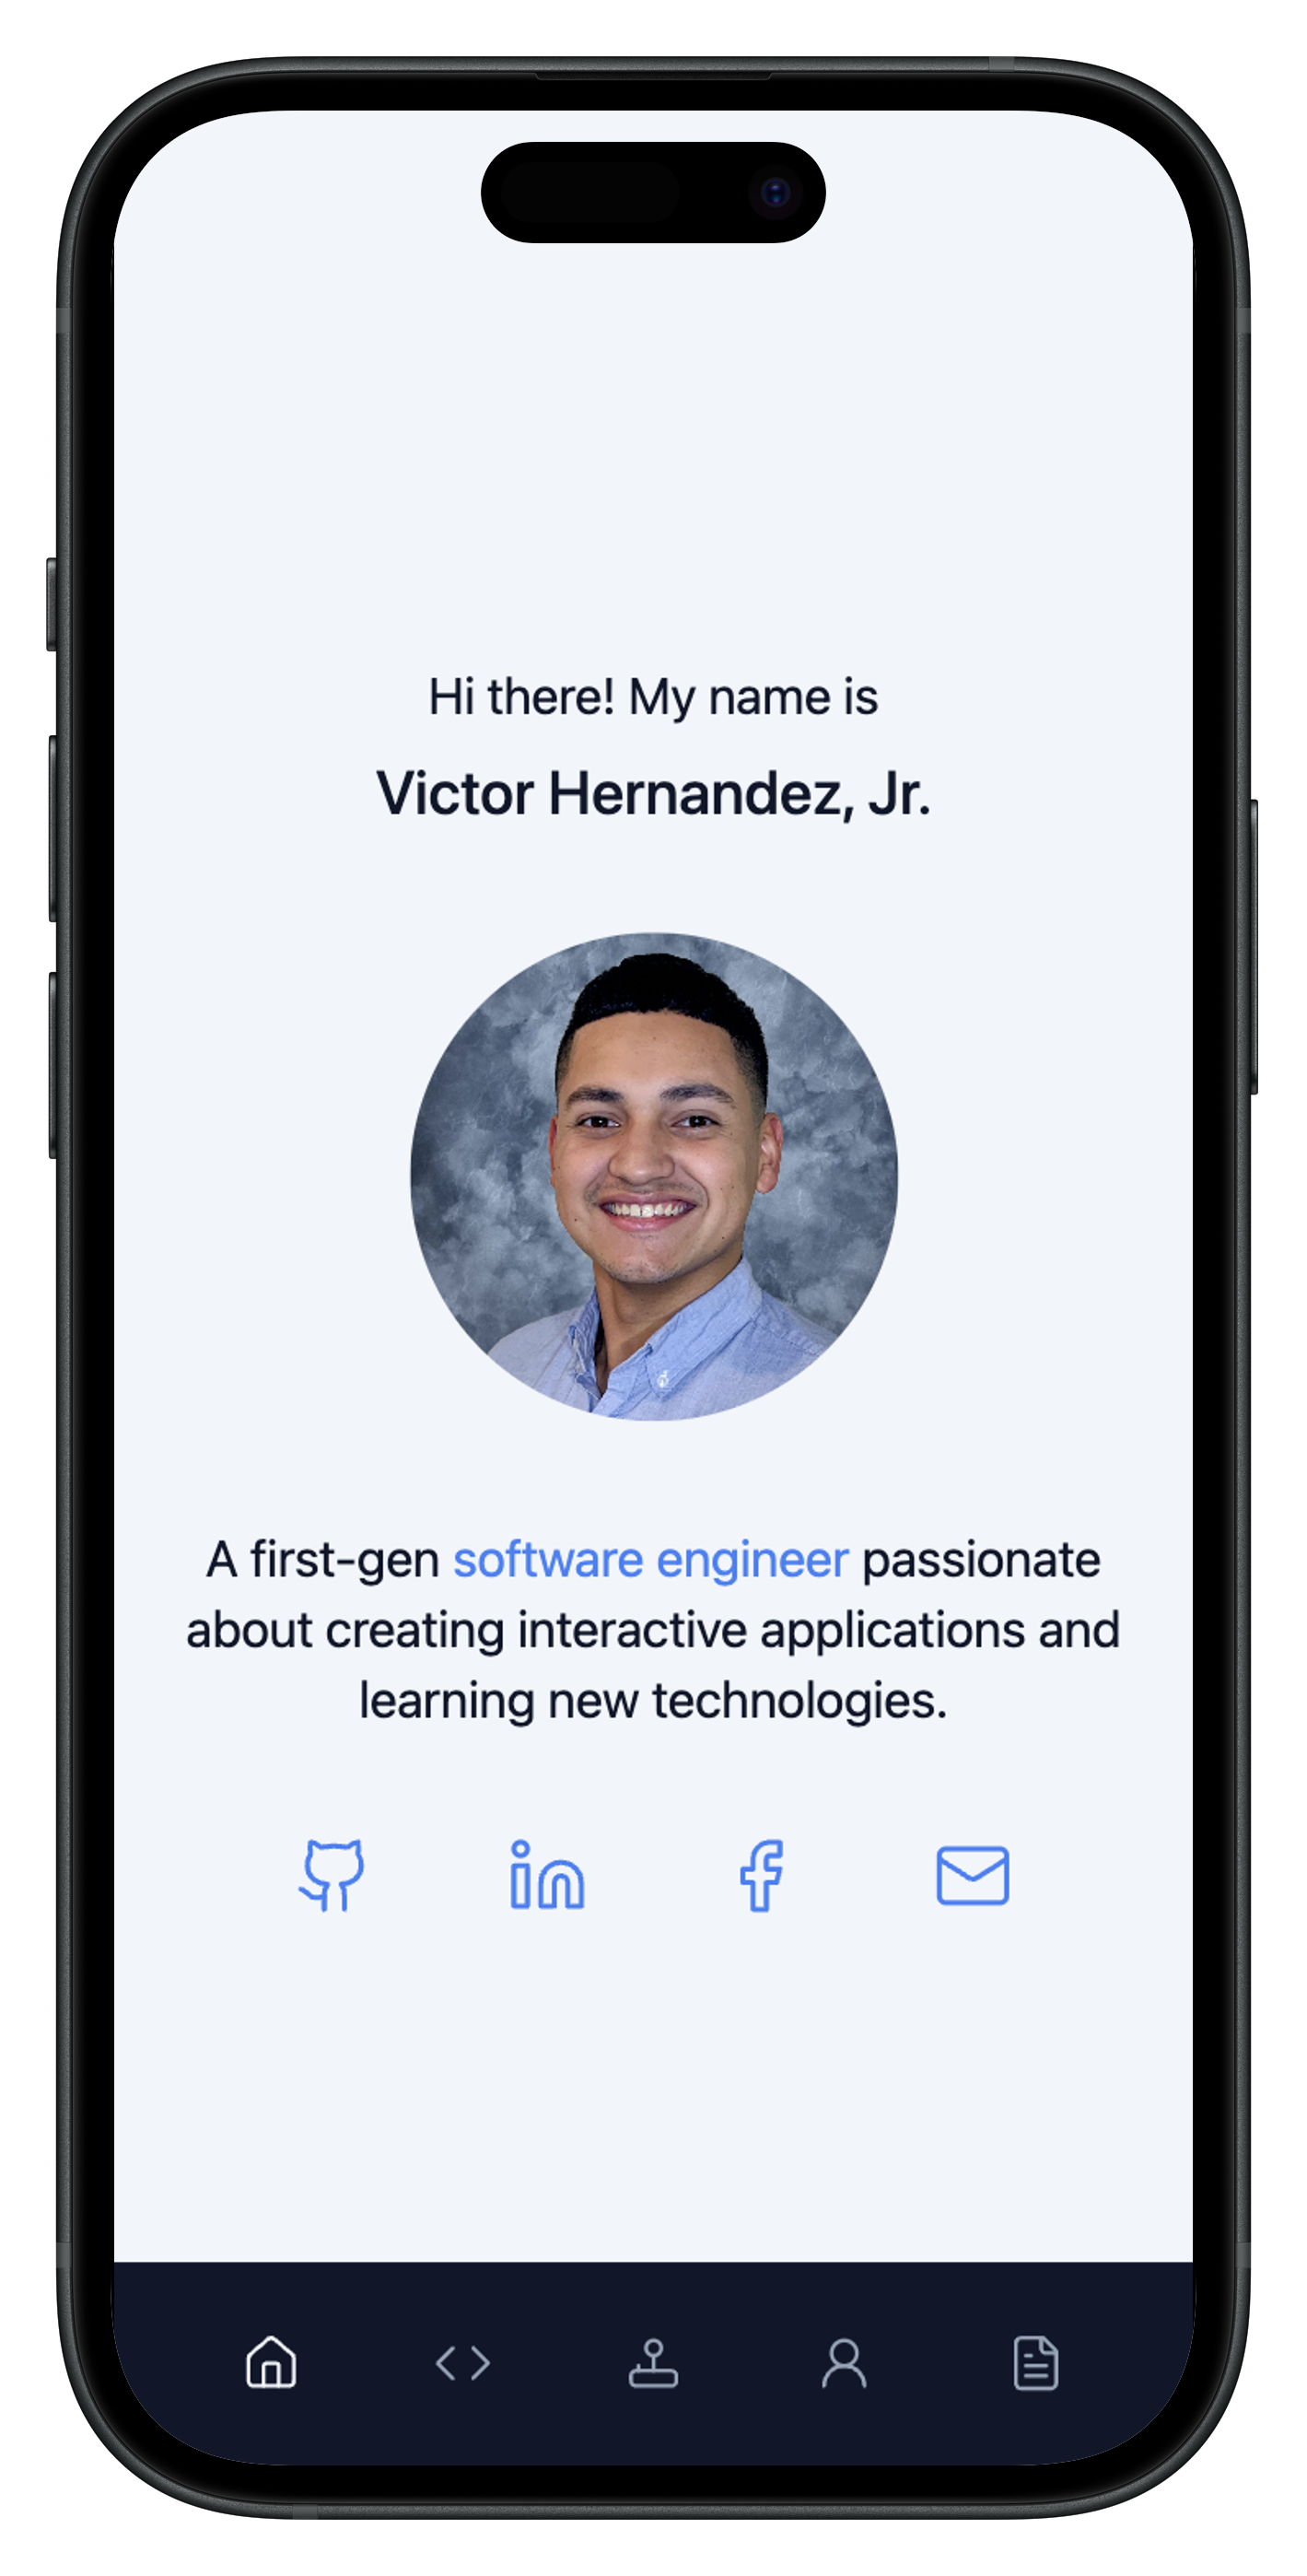 Hi there! My name is
Victor Hernandez, Jr.
A first-gen software engineer passionate
about creating interactive applications and
learning new technologies.